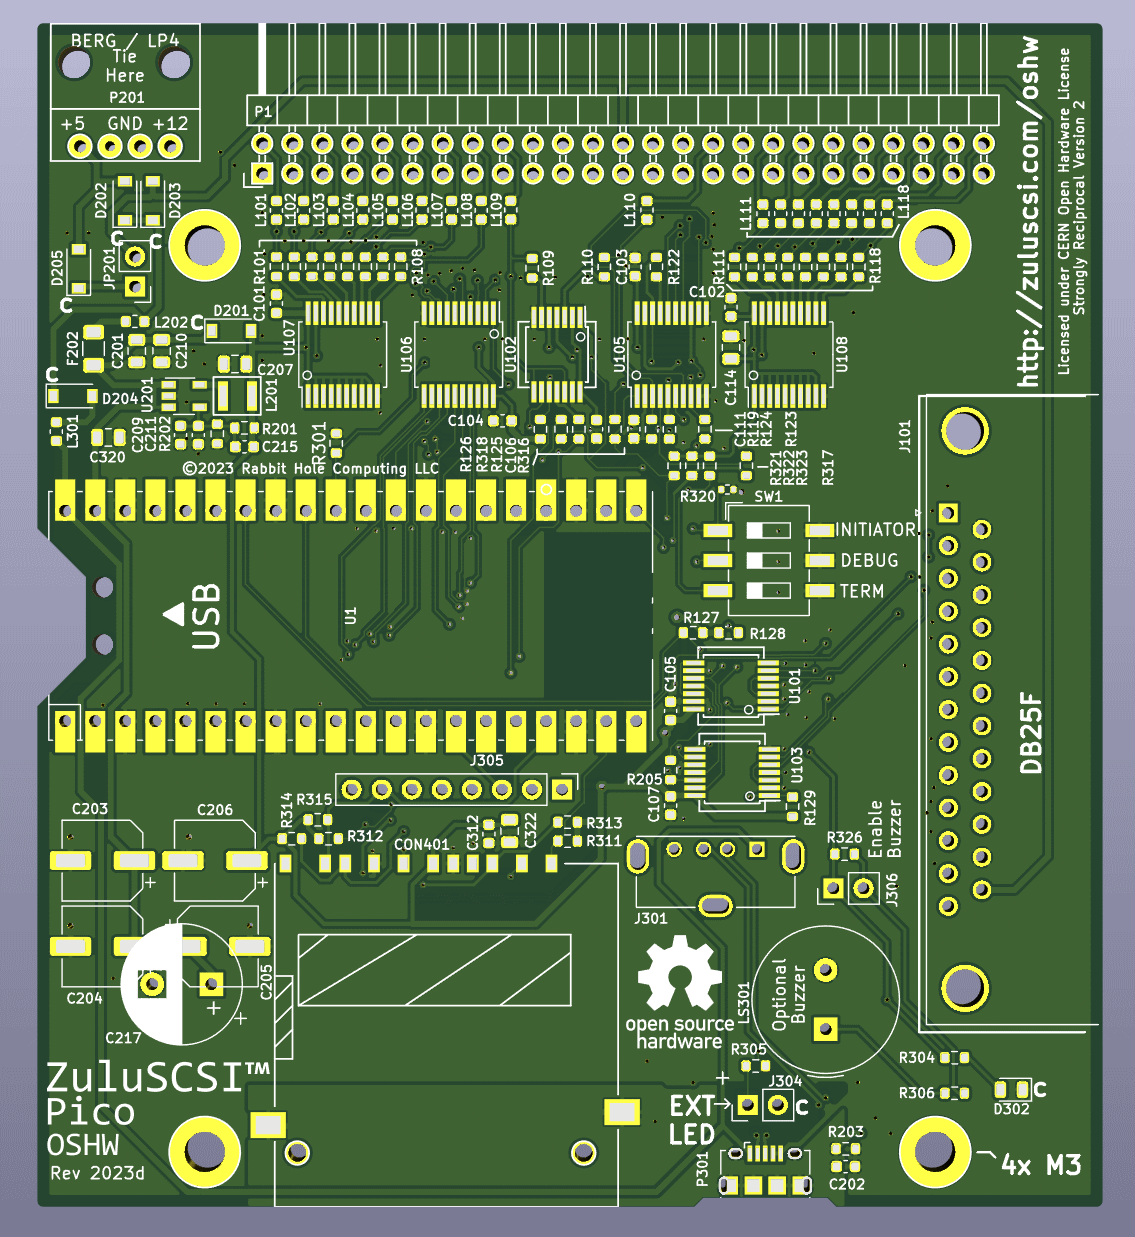 BERG / LP4
Tie
Here
P201
+5 GND +12
P1
http://zuluscsi.com/oshw
Licensed under CERN Open Hardware License
Strongly Reciprocal Version 2
D202
D203
L101
L102
L103
L104
L105
L106
L107
L108
L109
L110
L111
L118
C
C
D205
JP201
C
R101
R108
R109
R110
C103
R122
R111
R118
C101
C102
L202
C
D201
U107
U106
U102
U105
U108
F202
C201
C210
C207
C114
C
D204
U201
L201
L301
C320
C209
C211
R202
R201
C215
R301
C104
R126
R318
R125
C106
R316
C111
R119
R124
R123
R321
R322
R323
R317
J101
©2023 Rabbit Hole Computing LLC
R320
SW1
INITIATOR
DEBUG
TERM
USB
U1
R127
R128
C105
U101
DB25F
J305
R205
U103
C107
R129
C203
C206
R314
R315
R312
CON401
C312
C322
R313
R311
R326
Enable
Buzzer
J306
+
+
J301
C204
C205
C217
+
+
+
LS301
Optional
Buzzer
open source
hardware
R305
R304
R306
D302
C
ZuluSCSI™
Pico
OSHW
Rev 2023d
+
J304
EXT
LED
C
P301
R203
C202
4x M3